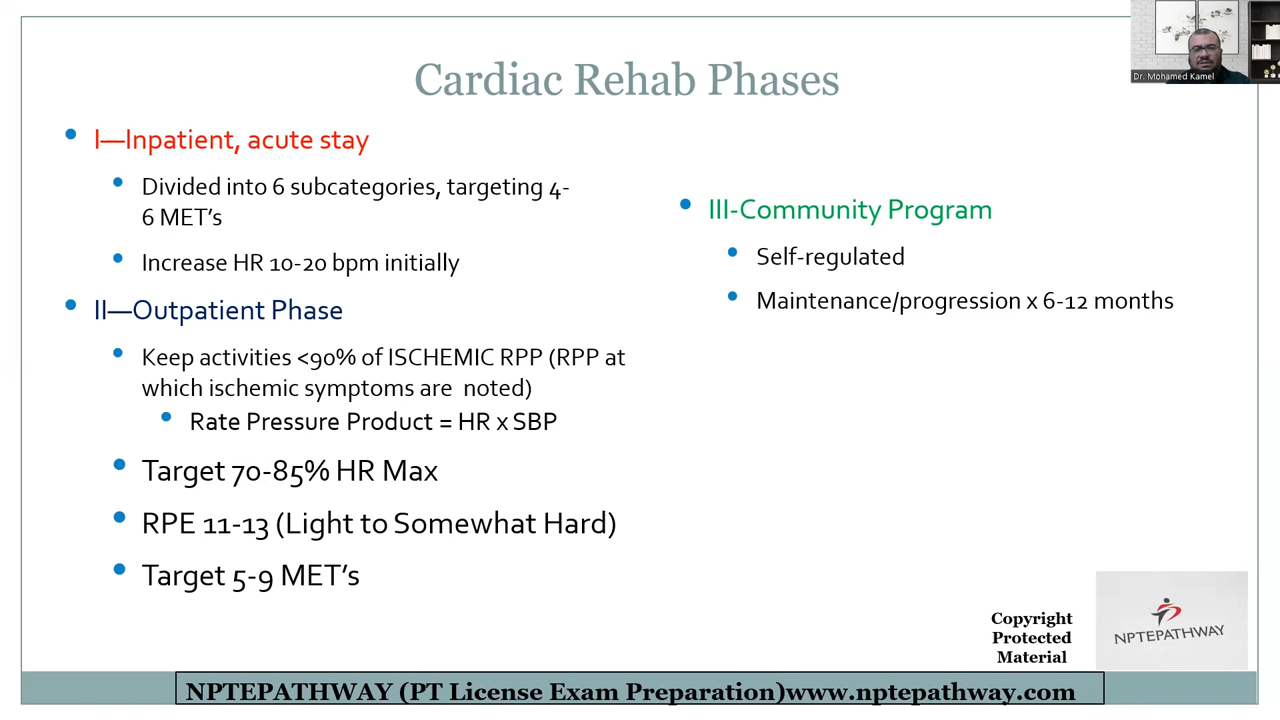 Dr. Mohamed Kamel
Cardiac Rehab Phases
I—Inpatient, acute stay
Divided into 6 subcategories, targeting 4-
6 MET's
Increase HR 10-20 bpm initially
II—Outpatient Phase
Keep activities <90% of ISCHEMIC RPP (RPP at
which ischemic symptoms are noted)
Rate Pressure Product = HR x SBP
Target 70-85% HR Max
RPE 11-13 (Light to Somewhat Hard)
Target 5-9 MET's
III-Community Program
Self-regulated
Maintenance/progression x 6-12 months
Copyright
Protected
Material
NPTEPATHWAY
NPTEPATHWAY (PT License Exam Preparation)www.nptepathway.com